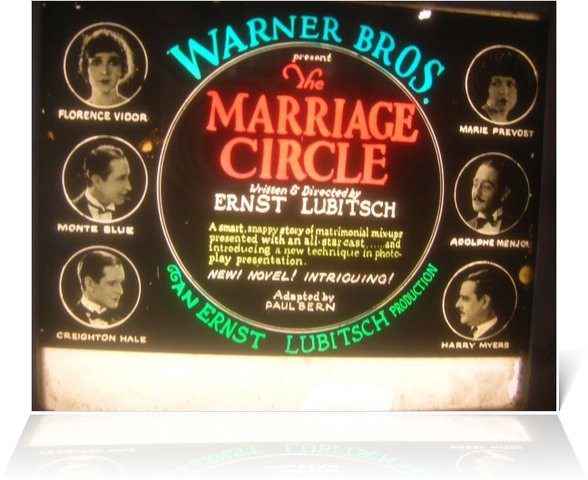 WARNER BROS.
present
The
MARRIAGE
CIRCLE
Written & Directed by
ERNST LUBITSCH
A smart, snappy story of matrimonial mixups
presented with an all-star cast.....and
introducing a new technique in photo-
play presentation.
NEW! NOVEL! INTRIGUING!
Adapted by
PAUL BERN
AN ERNST LUBITSCH PRODUCTION
FLORENCE VIDOR
MONTE BLUE
CREIGHTON HALE
MARIE PREVOST
ADOLPHE MENJOU
HARRY MYERS